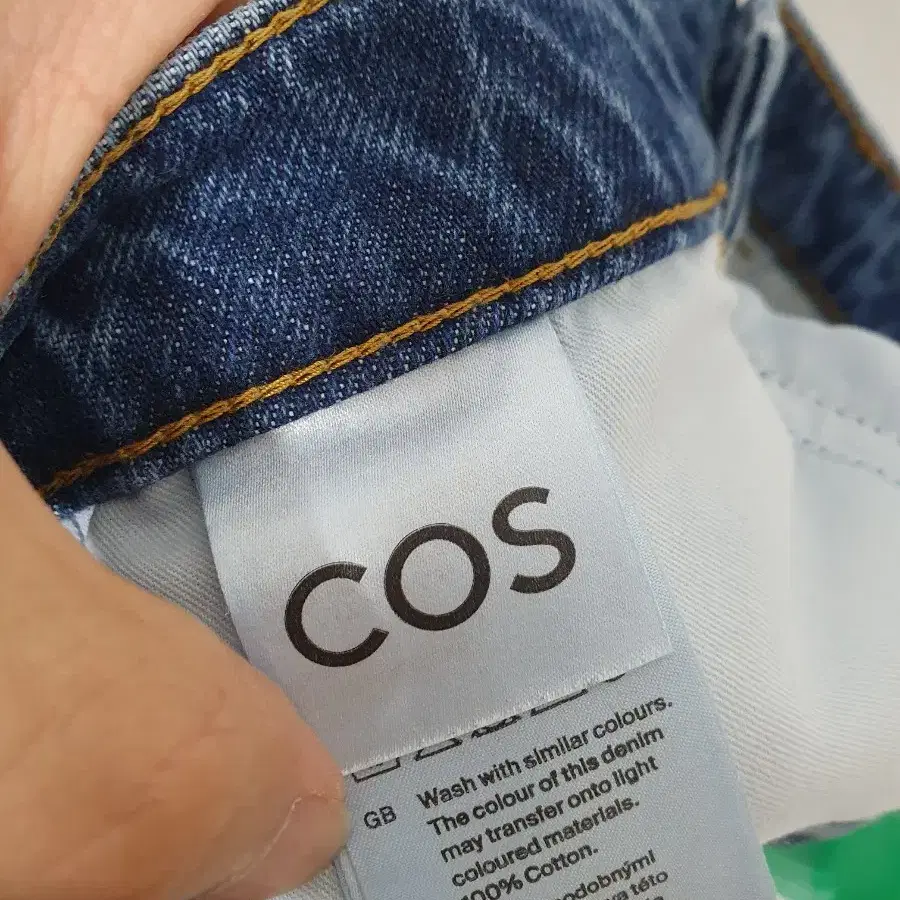 COS
GB
Wash with similar colours.
The colour of this denim
may transfer onto light
coloured materials.
100% Cotton.
této